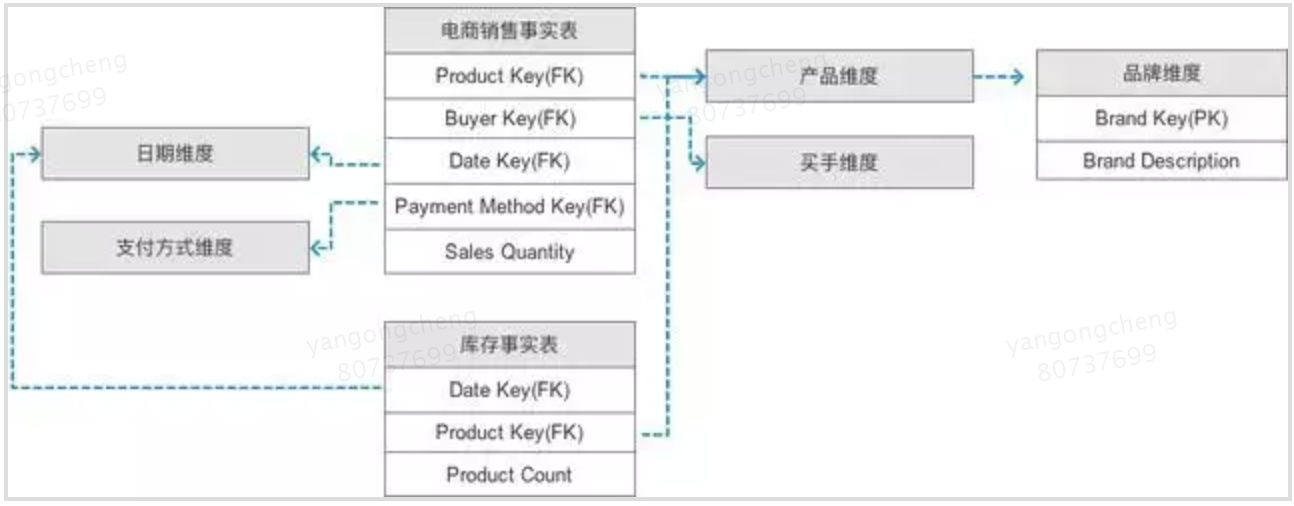 电商销售事实表
Product Key(FK)
Buyer Key(FK)
Date Key(FK)
Payment Method Key(FK)
Sales Quantity
产品维度
买手维度
品牌维度
Brand Key(PK)
Brand Description
日期维度
支付方式维度
库存事实表
Date Key(FK)
Product Key(FK)
Product Count
ngongcheng
80737699
yangongcheng
80737699
yangongcheng
80737699
yangongcheng
80737699